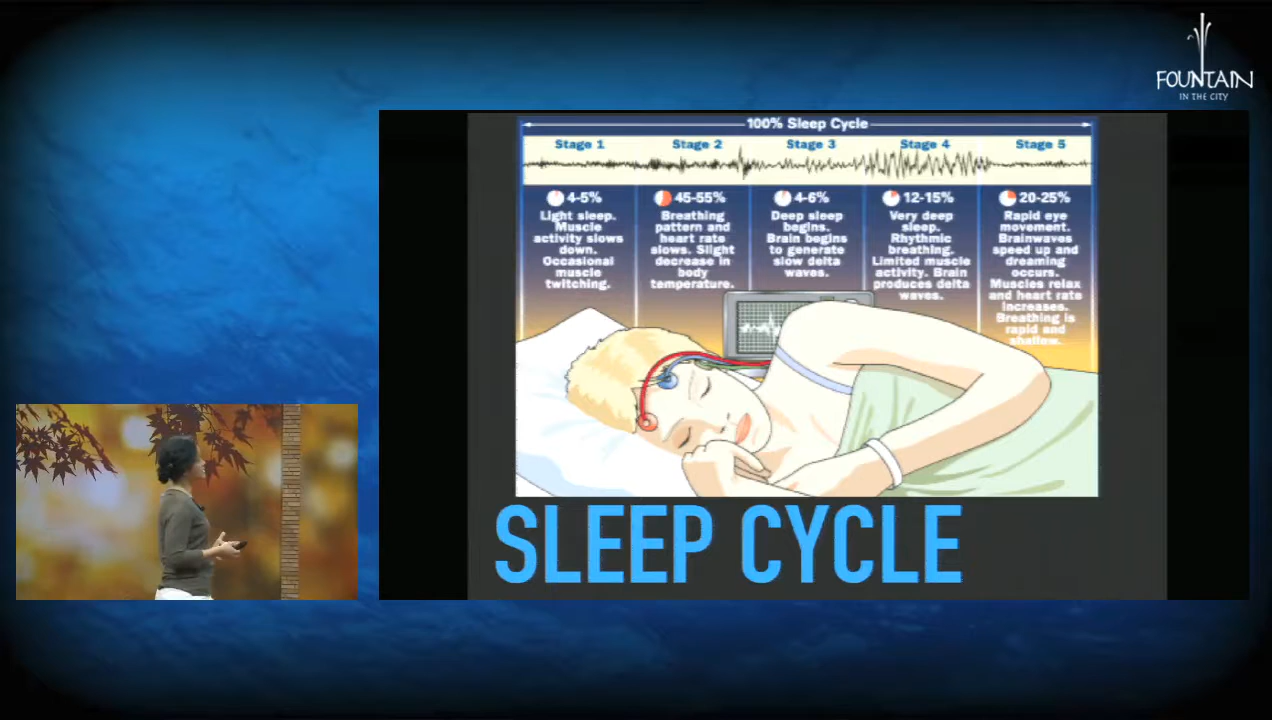 FOUNTAIN
IN THE CITY
100% Sleep Cycle
Stage 1
4-5%
Light sleep.
Muscle
activity slows
down.
Occasional
muscle
twitching.
Stage 2
45-55%
Breathing
pattern and
heart rate
slows. Slight
decrease in
body
temperature.
Stage 3
4-6%
Deep sleep
begins.
Brain begins
to generate
slow delta
waves.
Stage 4
12-15%
Very deep
sleep.
Rhythmic
breathing.
Limited muscle
activity. Brain
produces delta
waves.
Stage 5
20-25%
Rapid eye
movement.
Brainwaves
speed up and
dreaming
occurs.
Muscles relax
and heart rate
increases.
Breathing is
rapid and
shallow.
SLEEP CYCLE